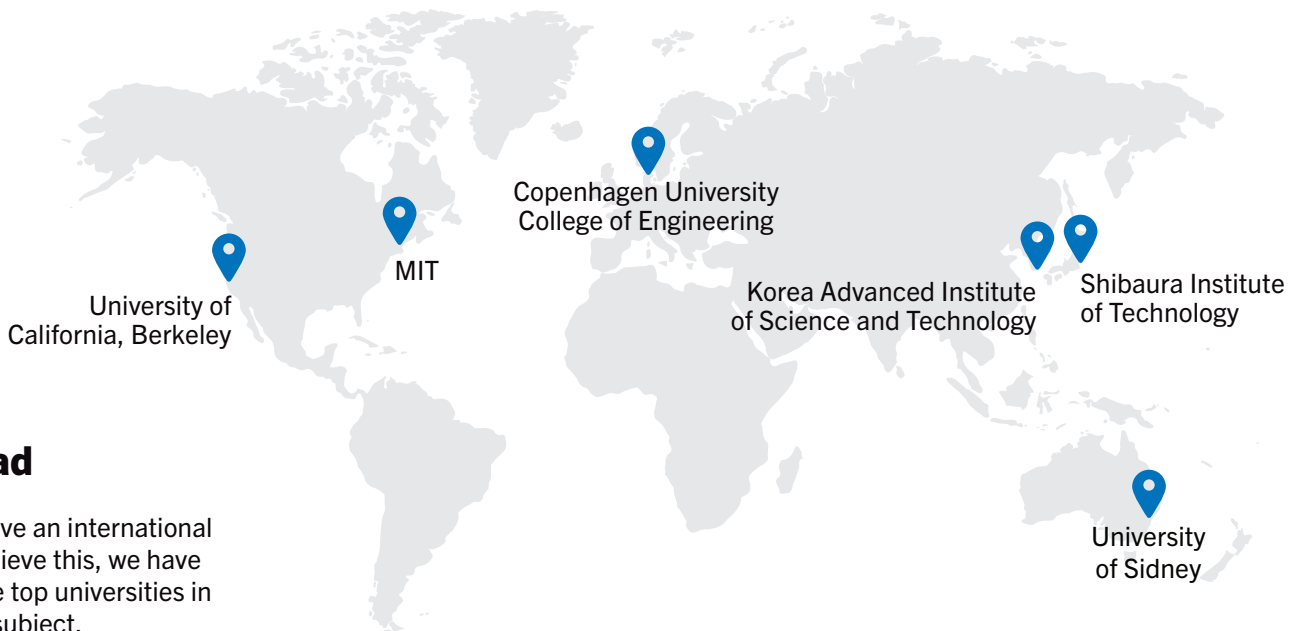 Copenhagen University
College of Engineering
MIT
University of
California, Berkeley
Korea Advanced Institute
of Science and Technology
Shibaura Institute
of Technology
University
of Sidney
ad
ve an international
ieve this, we have
e top universities in
subject.